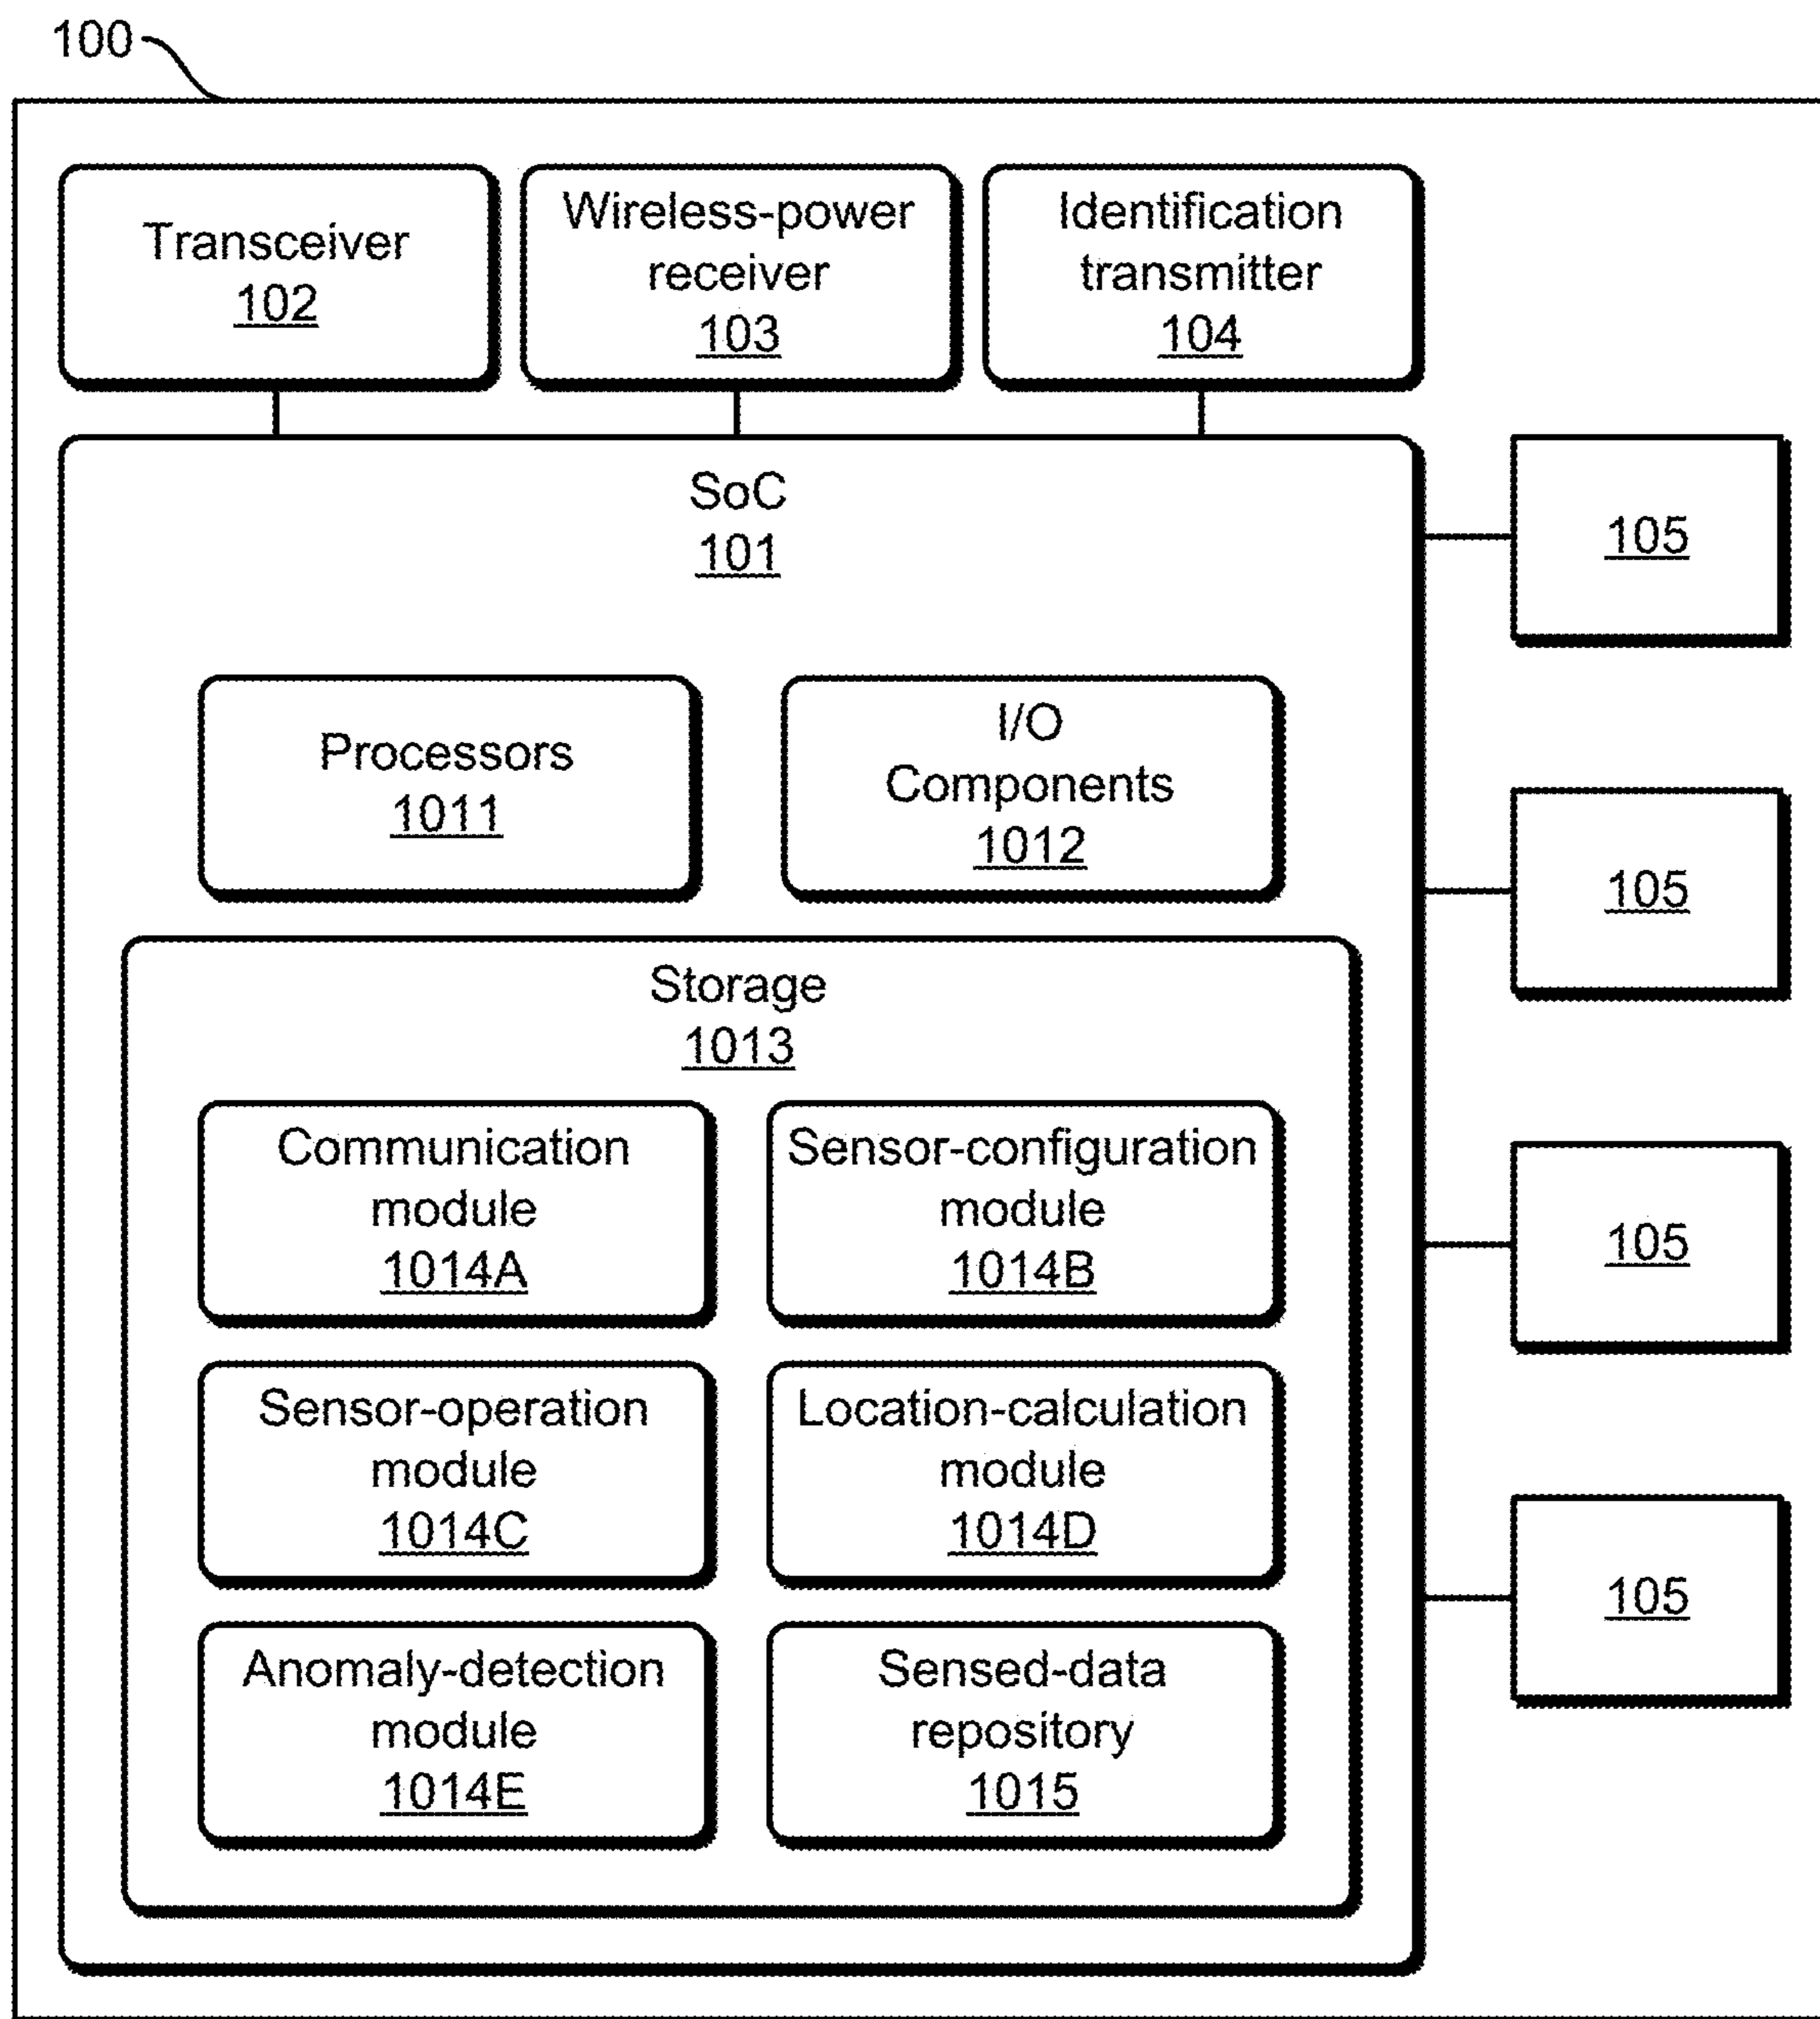 100
Transceiver
102
Wireless-power
receiver
103
Identification
transmitter
104
SoC
101
105
Processors
1011
I/O
Components
1012
105
Storage
1013
Communication
module
1014A
Sensor-configuration
module
1014B
105
Sensor-operation
module
1014C
Location-calculation
module
1014D
105
Anomaly-detection
module
1014E
Sensed-data
repository
1015